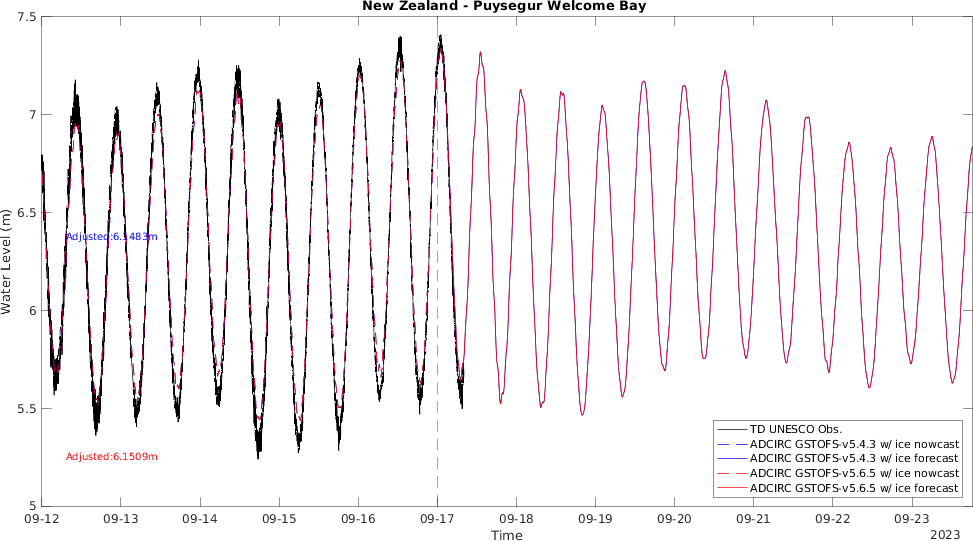 New Zealand - Puysegur Welcome Bay
7.5
7
6.5
6
5.5
5
Water Level (m)
Adjusted:6.1483m
Adjusted:6.1509m
TD UNESCO Obs.
ADCIRC GSTOFS-v5.4.3 w/ ice nowcast
ADCIRC GSTOFS-v5.4.3 w/ ice forecast
ADCIRC GSTOFS-v5.6.5 w/ ice nowcast
ADCIRC GSTOFS-v5.6.5 w/ ice forecast
09-12 09-13 09-14 09-15 09-16 09-17 09-18 09-19 09-20 09-21 09-22 09-23
Time
2023